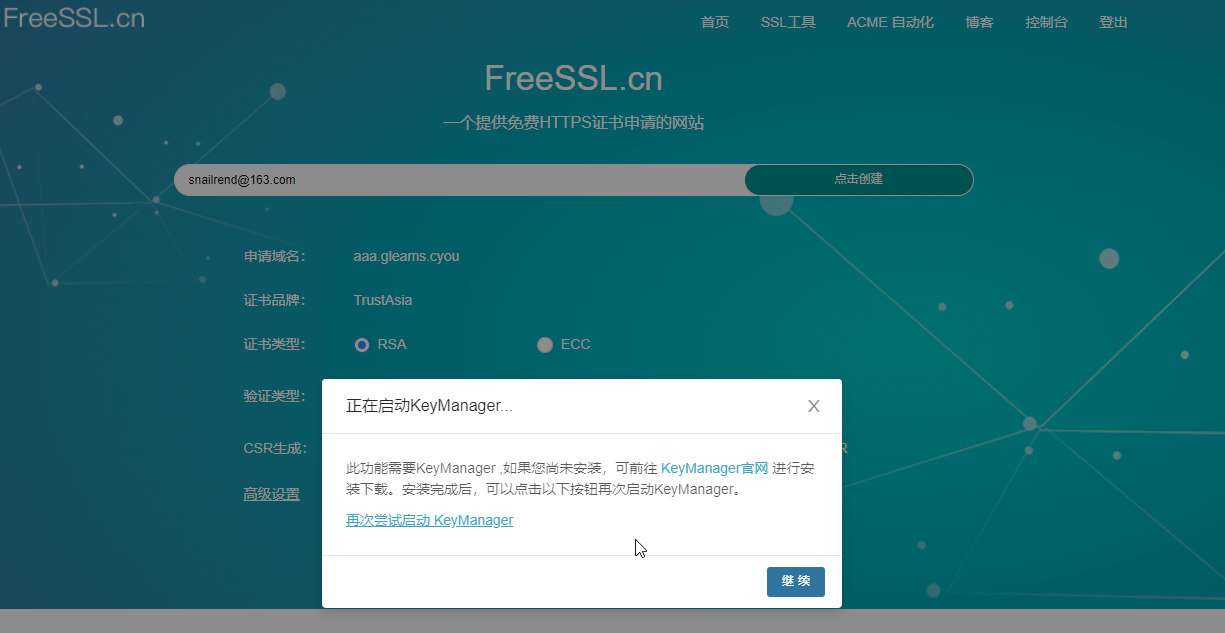 FreeSSL.cn
首页 SSL工具 ACME 自动化 博客 控制台 登出
FreeSSL.cn
一个提供免费HTTPS证书申请的网站
snailrend@163.com 点击创建
申请域名: aaa.gleams.cyou
证书品牌: TrustAsia
证书类型: RSA ECC
验证类型:
正在启动KeyManager... X
CSR生成: R
此功能需要KeyManager ,如果您尚未安装，可前往 KeyManager官网 进行安
装下载。安装完成后，可以点击以下按钮再次启动KeyManager。
高级设置
再次尝试启动 KeyManager
继 续